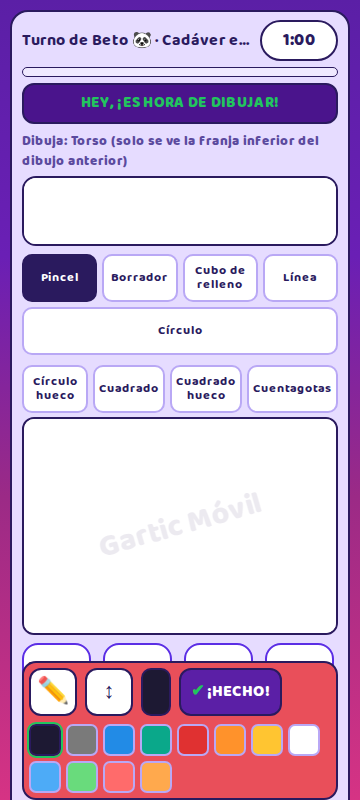 Turno de Beto 🐼 · Cadáver e...
1:00
HEY, ¡ES HORA DE DIBUJAR!
Dibuja: Torso (solo se ve la franja inferior del
dibujo anterior)
Pincel
Borrador
Cubo de
relleno
Línea
Círculo
Círculo
hueco
Cuadrado
Cuadrado
hueco
Cuentagotas
Gartic Móvil
✔ ¡HECHO!